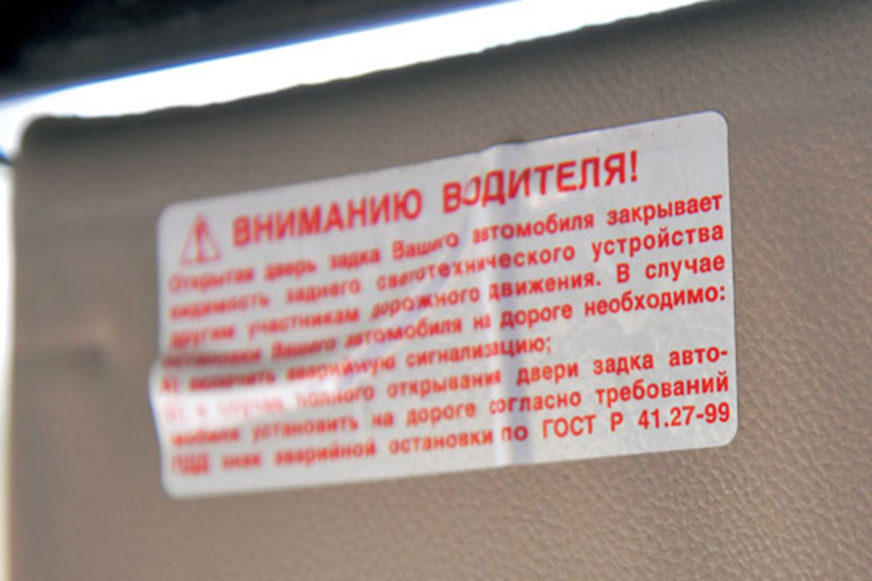 ВНИМАНИЮ ВОДИТЕЛЯ!
Открытая дверь задка Вашего автомобиля закрывает
видимость заднего светотехнического устройства
другим участникам дорожного движения. В случае
остановки Вашего автомобиля на дороге необходимо:
а) включить аварийную сигнализацию;
б) в случае полного открывания двери задка авто-
мобиля установить на дороге согласно требований
ПДД знак аварийной остановки по ГОСТ Р 41.27-99